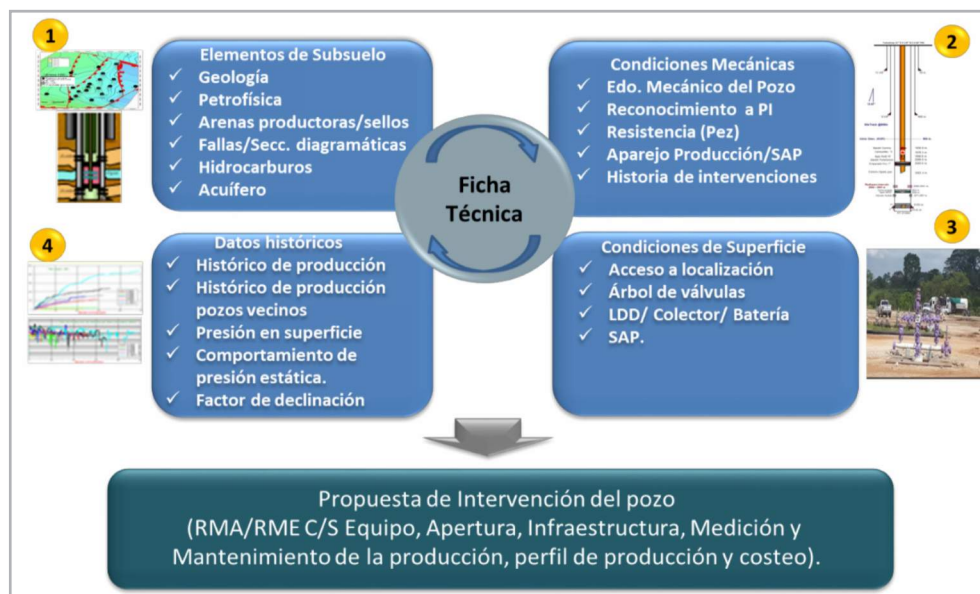 1
Elementos de Subsuelo
✓ Geología
✓ Petrofísica
✓ Arenas productoras/sellos
✓ Fallas/Secc. diagramáticas
✓ Hidrocarburos
✓ Acuífero
Condiciones Mecánicas
✓ Edo. Mecánico del Pozo
✓ Reconocimiento a PI
✓ Resistencia (Pez)
✓ Aparejo Producción/SAP
✓ Historia de intervenciones
2
Ficha
Técnica
4
Datos históricos
✓ Histórico de producción
✓ Histórico de producción
pozos vecinos
✓ Presión en superficie
✓ Comportamiento de
presión estática.
✓ Factor de declinación
Condiciones de Superficie
✓ Acceso a localización
✓ Árbol de válvulas
✓ LDD/ Colector/ Batería
✓ SAP.
3
Propuesta de Intervención del pozo
(RMA/RME C/S Equipo, Apertura, Infraestructura, Medición y
Mantenimiento de la producción, perfil de producción y costeo).